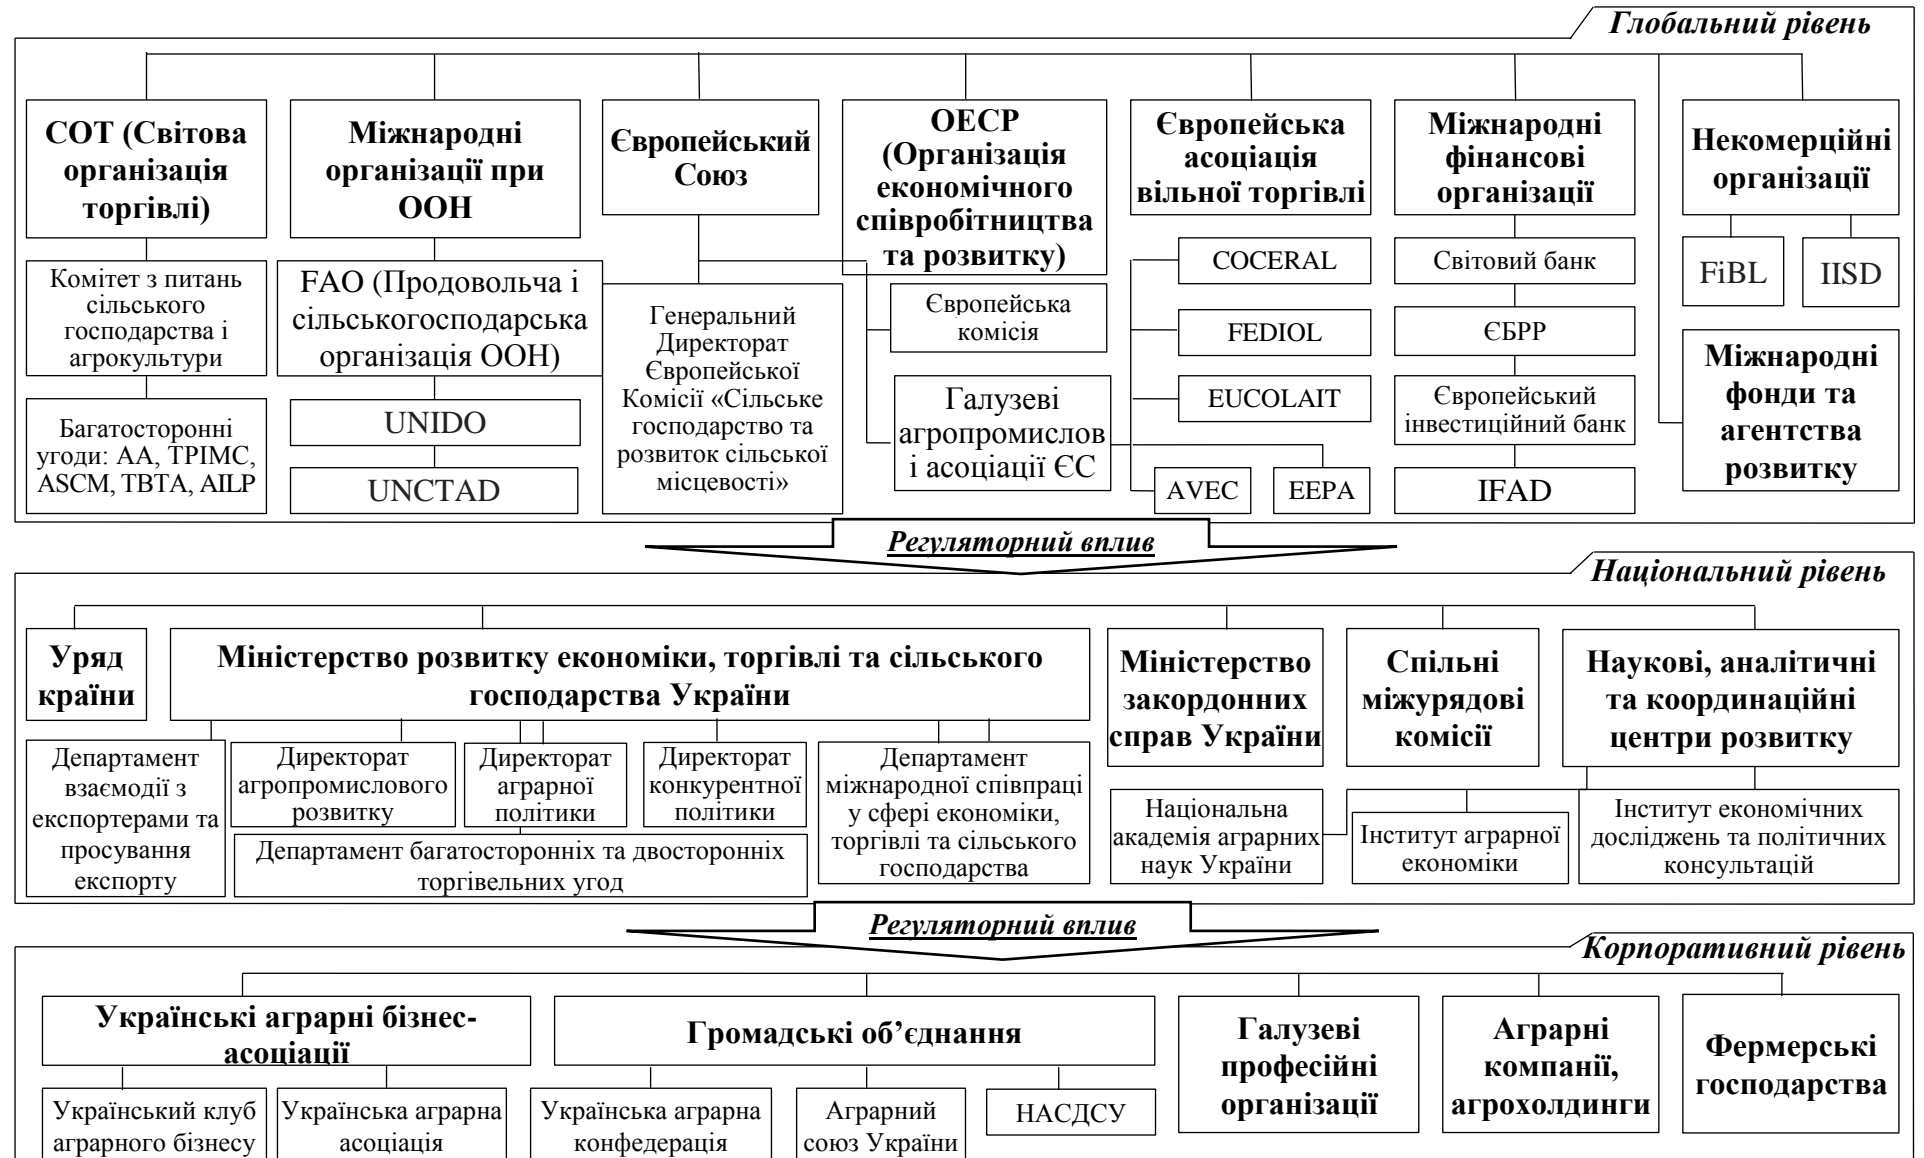 Глобальний рівень
СОТ (Світова
організація
торгівлі)
Міжнародні
організації при
ООН
Європейський
Союз
ОЕСР
(Організація
економічного
співробітництва
та розвитку)
Європейська
асоціація
вільної торгівлі
Міжнародні
фінансові
організації
Некомерційні
організації
Комітет з питань
сільського
господарства і
агрокультури
Багатосторонні
угоди: AA, TPIMC,
ASCM, TBTA, AILP
FAO (Продовольча і
сільськогосподарська
організація ООН)
UNIDO
UNCTAD
Генеральний
Директорат
Європейської
Комісії «Сільське
господарство та
розвиток сільської
місцевості»
Європейська
комісія
Галузеві
агропромислов
і асоціації ЄС
COCERAL
FEDIOL
EUCOLAIT
AVEC
EEPA
Світовий банк
ЄБРР
Європейський
інвестиційний банк
IFAD
FiBL
IISD
Міжнародні
фонди та
агентства
розвитку
Регуляторний вплив
Національний рівень
Уряд
країни
Міністерство розвитку економіки, торгівлі та сільського
господарства України
Міністерство
закордонних
справ України
Спільні
міжурядові
комісії
Наукові, аналітичні
та координаційні
центри розвитку
Департамент
взаємодії з
експортерами та
просування
експорту
Директорат
агропромислового
розвитку
Директорат
аграрної
політики
Директорат
конкурентної
політики
Департамент багатосторонніх та двосторонніх
торгівельних угод
Департамент
міжнародної співпраці
у сфері економіки,
торгівлі та сільського
господарства
Національна
академія аграрних
наук України
Інститут аграрної
економіки
Інститут економічних
досліджень та політичних
консультацій
Регуляторний вплив
Корпоративний рівень
Українські аграрні бізнес-
асоціації
Громадські об’єднання
Галузеві
професійні
організації
Аграрні
компанії,
агрохолдинги
Фермерські
господарства
Український клуб
аграрного бізнесу
Українська аграрна
асоціація
Українська аграрна
конфедерація
Аграрний
союз України
НАСДСУ